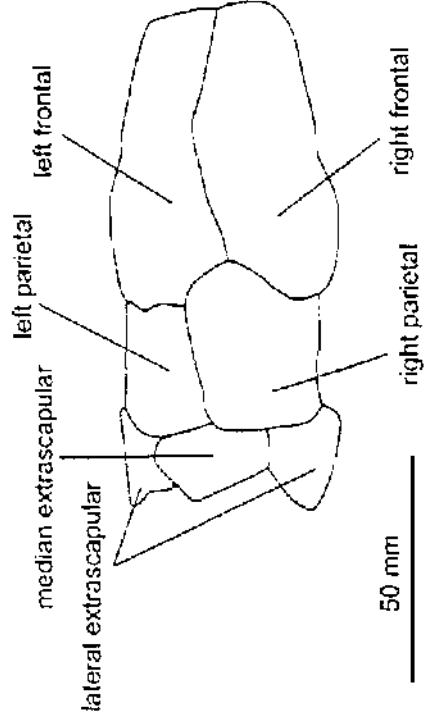 lateral extrascapular
median extrascapular
left parietal
left frontal
50 mm
right parietal
right frontal